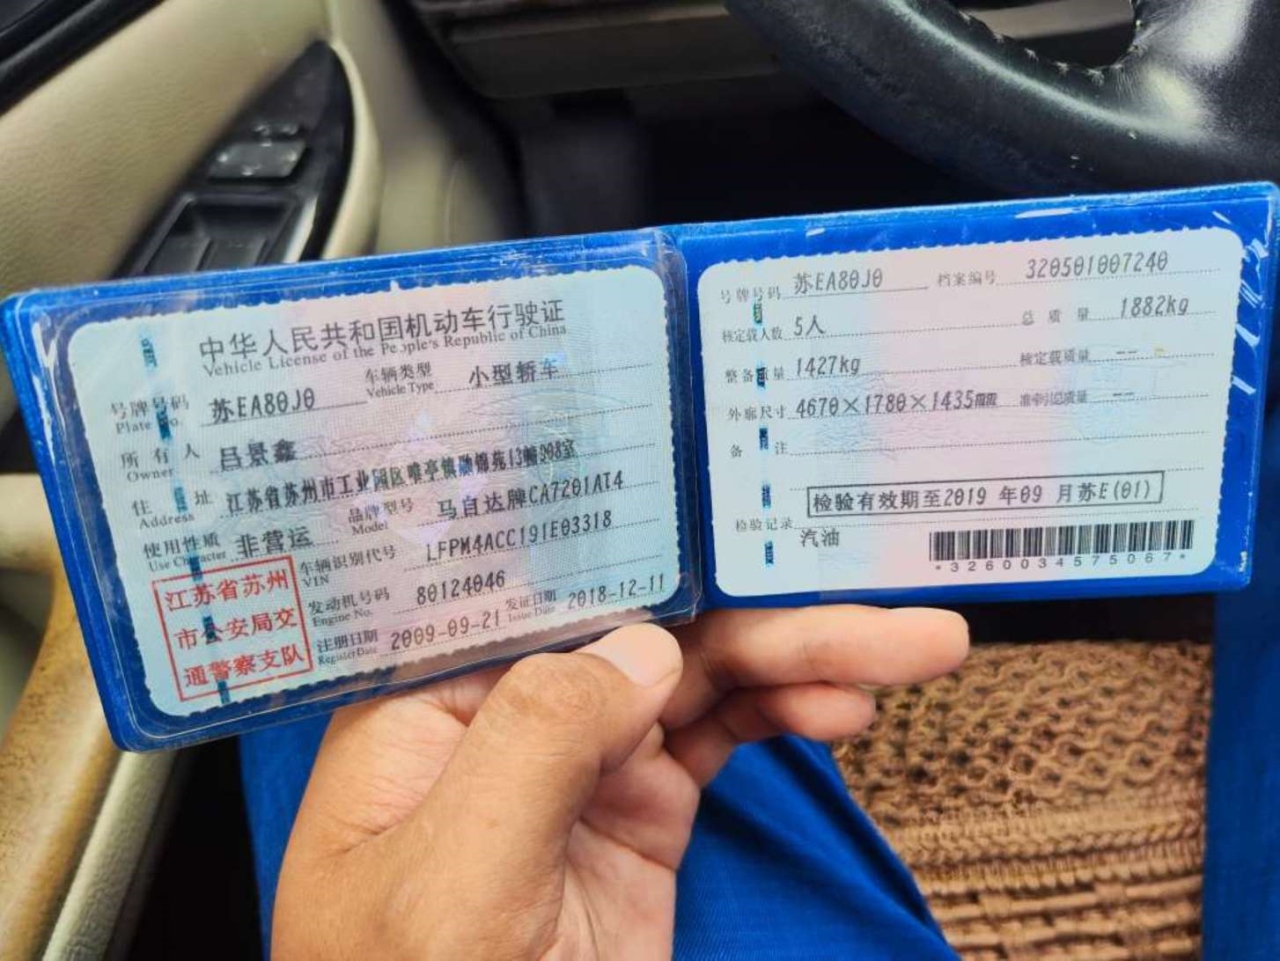 中华人民共和国机动车行驶证
Vehicle License of the People's Republic of China
号牌号码 苏EA80J0 车辆类型 小型轿车
Plate No. Vehicle Type
所有人 吕景鑫
Owner
住址 江苏省苏州市工业园区唯亭镇 锦苑13幢 室
Address
使用性质 非营运 品牌型号 马自达牌CA7201AT4
Use Character Model
车辆识别代号 LFPM4ACC191E03318
VIN
江苏省苏州
市公安局交
通警察支队
发动机号码 80124046
Engine No.
注册日期 2009-09-21 发证日期 2018-12-11
Register Date Issue Date
号牌号码 苏EA80J0 档案编号 320501007240
核定载人数 5人 总质量 1882kg
整备质量 1427kg 核定载质量 --
外廓尺寸 4670×1780×1435 准牵引总质量 --
备注
检验有效期至2019 年09 月苏E(01)
检验记录
汽油
*3260034575067*